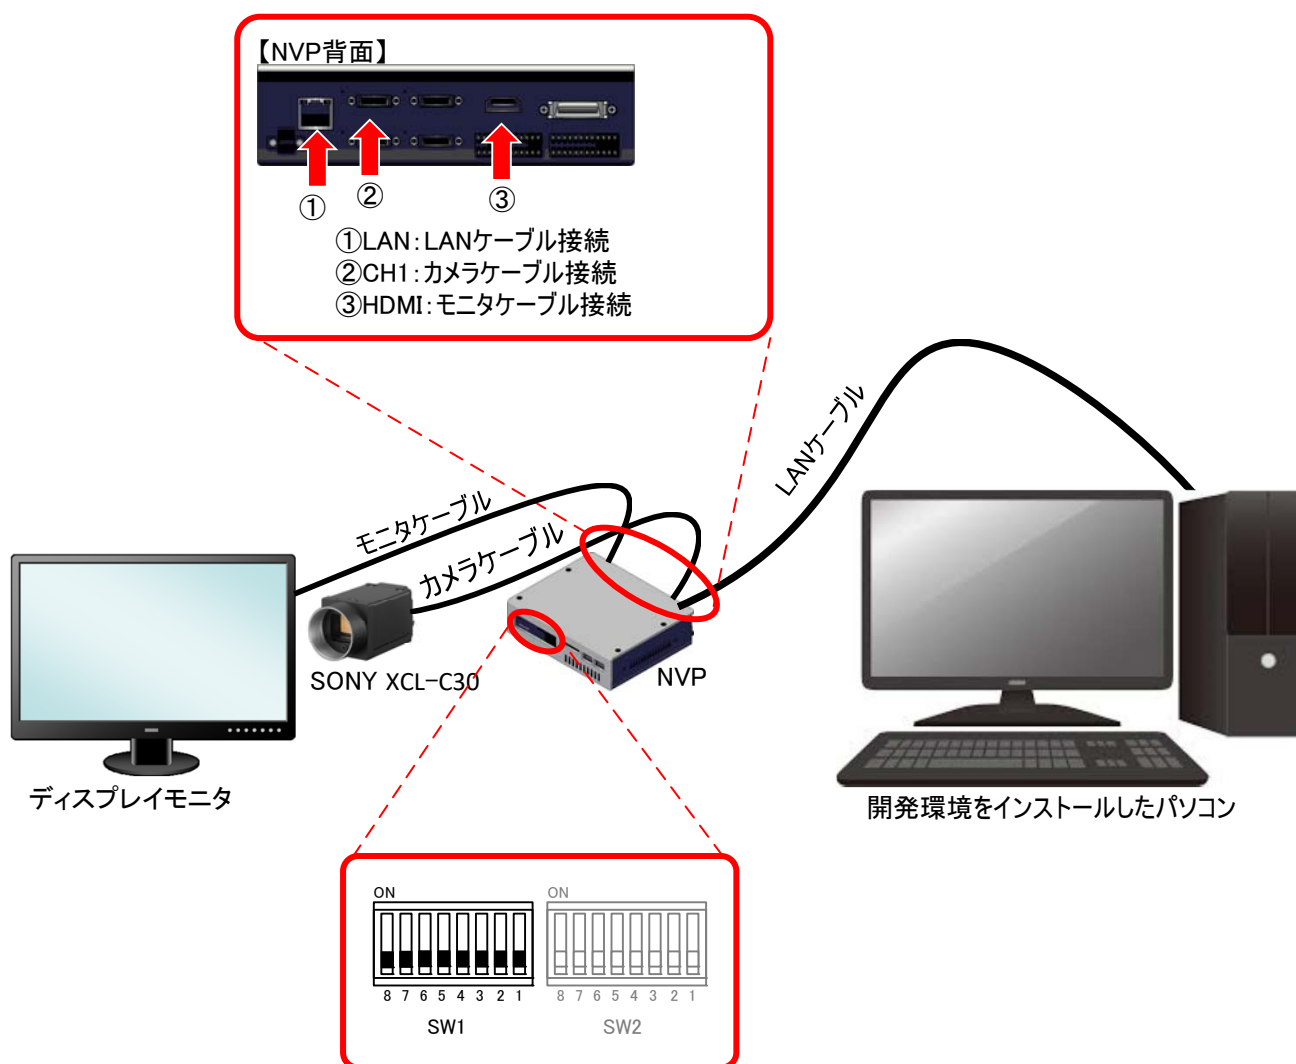 【NVP背面】
① ② ③
①LAN:LANケーブル接続
②CH1:カメラケーブル接続
③HDMI:モニタケーブル接続
LANケーブル
モニタケーブル
カメラケーブル
SONY XCL-C30
NVP
ディスプレイモニタ
開発環境をインストールしたパソコン
ON
8 7 6 5 4 3 2 1
SW1
ON
8 7 6 5 4 3 2 1
SW2